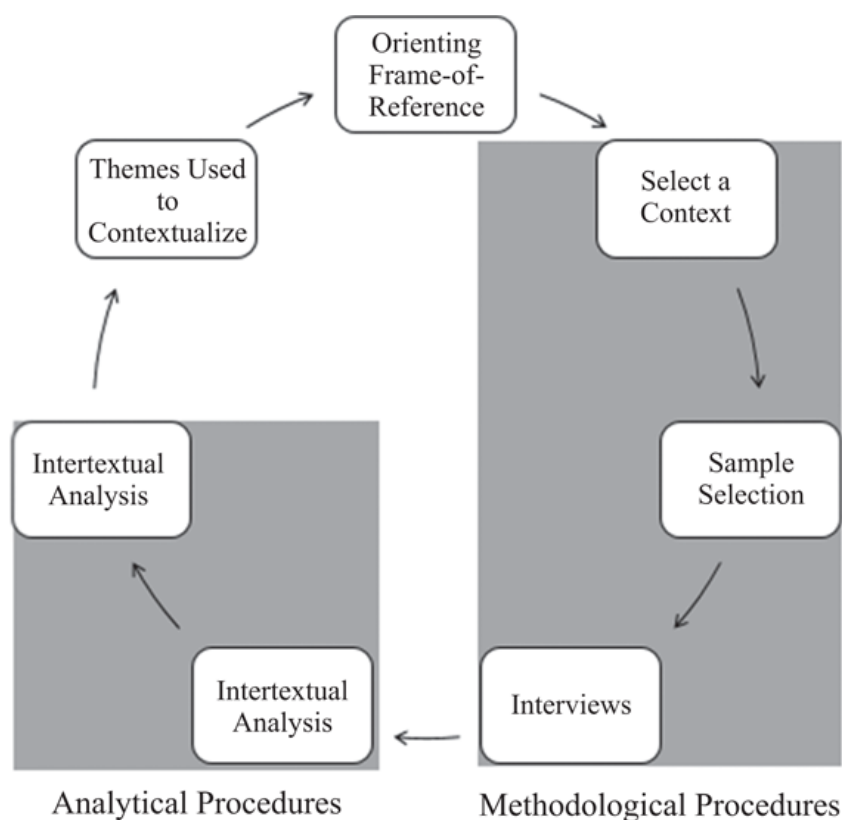 Orienting
Frame-of-
Reference
Themes Used
to
Contextualize
Select a
Context
Intertextual
Analysis
Sample
Selection
Intertextual
Analysis
Interviews
Analytical Procedures
Methodological Procedures